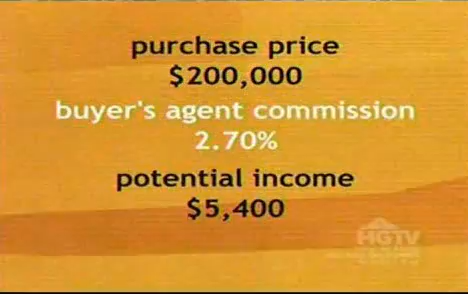 purchase price
$200,000
buyer's agent commission
2.70%
potential income
$5,400
HGTV